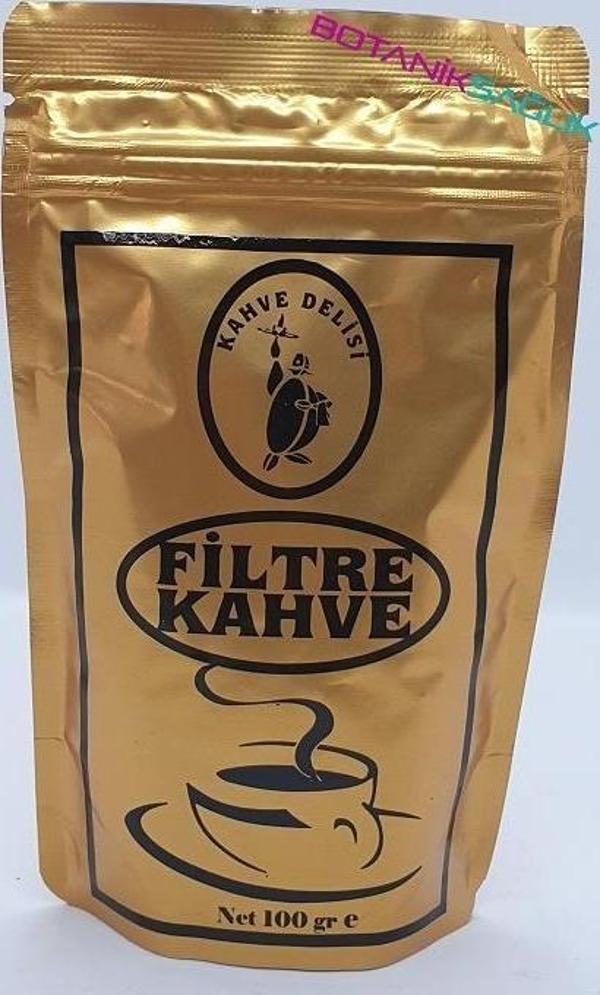 BOTANİKSAĞLIK
KAHVE DELİSİ
FİLTRE
KAHVE
Net 100 gr e